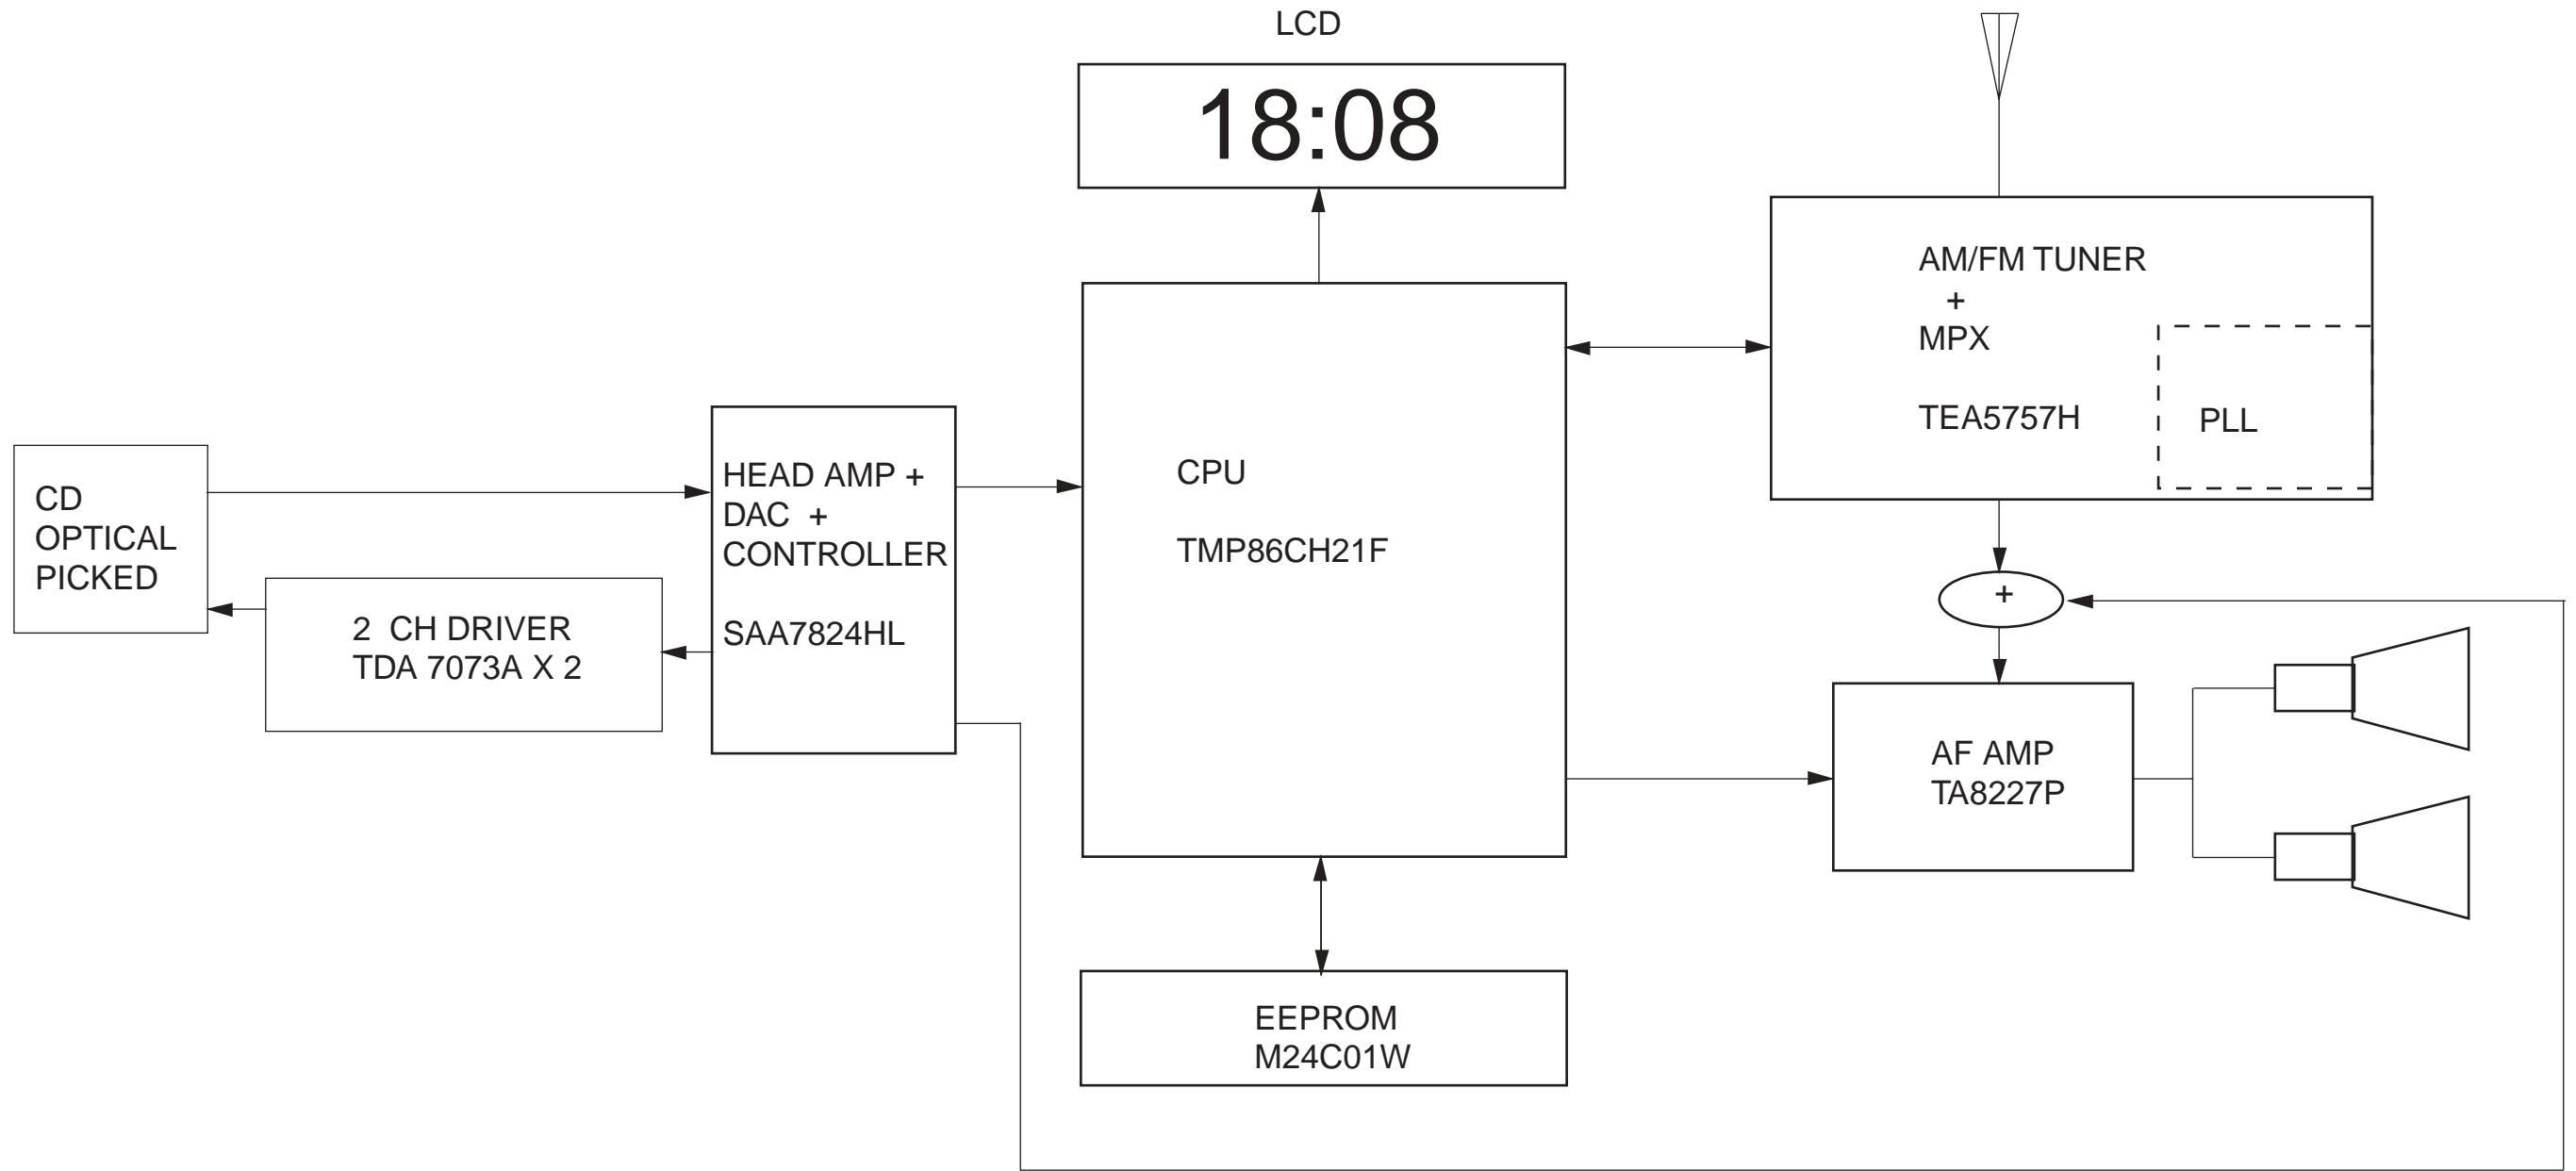 LCD
18:08
AM/FM TUNER
+
MPX
TEA5757H
PLL
CD
OPTICAL
PICKED
HEAD AMP +
DAC +
CONTROLLER
SAA7824HL
2 CH DRIVER
TDA 7073A X 2
CPU
TMP86CH21F
+
AF AMP
TA8227P
EEPROM
M24C01W